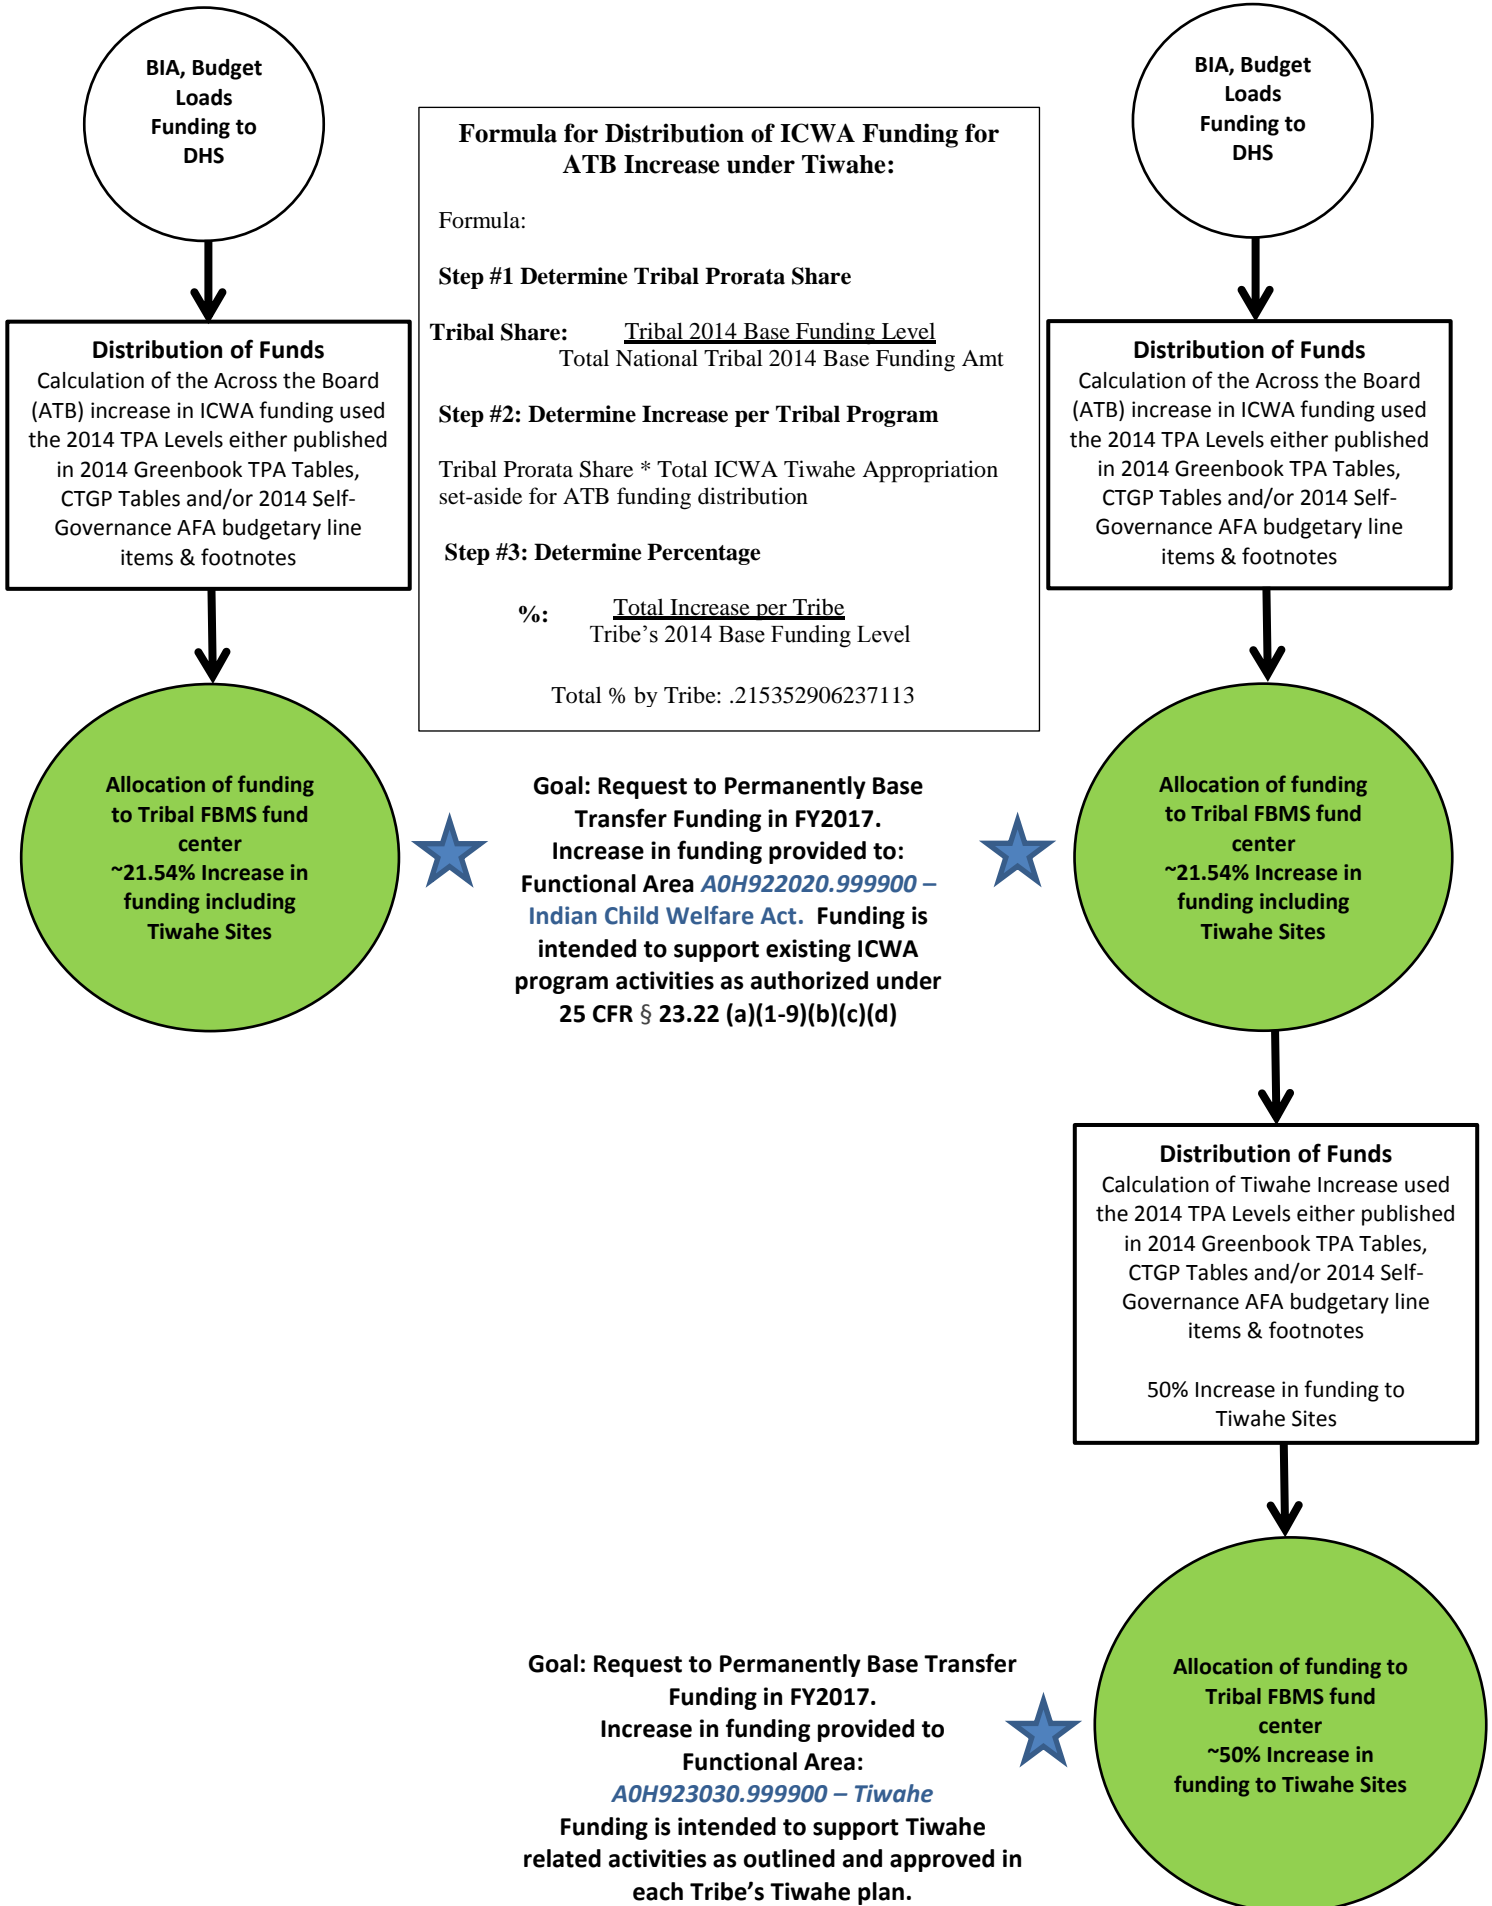 BIA, Budget
Loads
Funding to
DHS
Distribution of Funds
Calculation of the Across the Board
(ATB) increase in ICWA funding used
the 2014 TPA Levels either published
in 2014 Greenbook TPA Tables,
CTGP Tables and/or 2014 Self-
Governance AFA budgetary line
items & footnotes
Allocation of funding
to Tribal FBMS fund
center
~21.54% Increase in
funding including
Tiwahe Sites
Formula for Distribution of ICWA Funding for
ATB Increase under Tiwahe:
Formula:
Step #1 Determine Tribal Prorata Share
Tribal Share: Tribal 2014 Base Funding Level
Total National Tribal 2014 Base Funding Amt
Step #2: Determine Increase per Tribal Program
Tribal Prorata Share * Total ICWA Tiwahe Appropriation
set-aside for ATB funding distribution
Step #3: Determine Percentage
%: Total Increase per Tribe
Tribe’s 2014 Base Funding Level
Total % by Tribe: .215352906237113
Goal: Request to Permanently Base
Transfer Funding in FY2017.
Increase in funding provided to:
Functional Area A0H922020.999900 –
Indian Child Welfare Act. Funding is
intended to support existing ICWA
program activities as authorized under
25 CFR § 23.22 (a)(1-9)(b)(c)(d)
BIA, Budget
Loads
Funding to
DHS
Distribution of Funds
Calculation of the Across the Board
(ATB) increase in ICWA funding used
the 2014 TPA Levels either published
in 2014 Greenbook TPA Tables,
CTGP Tables and/or 2014 Self-
Governance AFA budgetary line
items & footnotes
Allocation of funding
to Tribal FBMS fund
center
~21.54% Increase in
funding including
Tiwahe Sites
Distribution of Funds
Calculation of Tiwahe Increase used
the 2014 TPA Levels either published
in 2014 Greenbook TPA Tables,
CTGP Tables and/or 2014 Self-
Governance AFA budgetary line
items & footnotes
50% Increase in funding to
Tiwahe Sites
Allocation of funding to
Tribal FBMS fund
center
~50% Increase in
funding to Tiwahe Sites
Goal: Request to Permanently Base Transfer
Funding in FY2017.
Increase in funding provided to
Functional Area:
A0H923030.999900 – Tiwahe
Funding is intended to support Tiwahe
related activities as outlined and approved in
each Tribe’s Tiwahe plan.